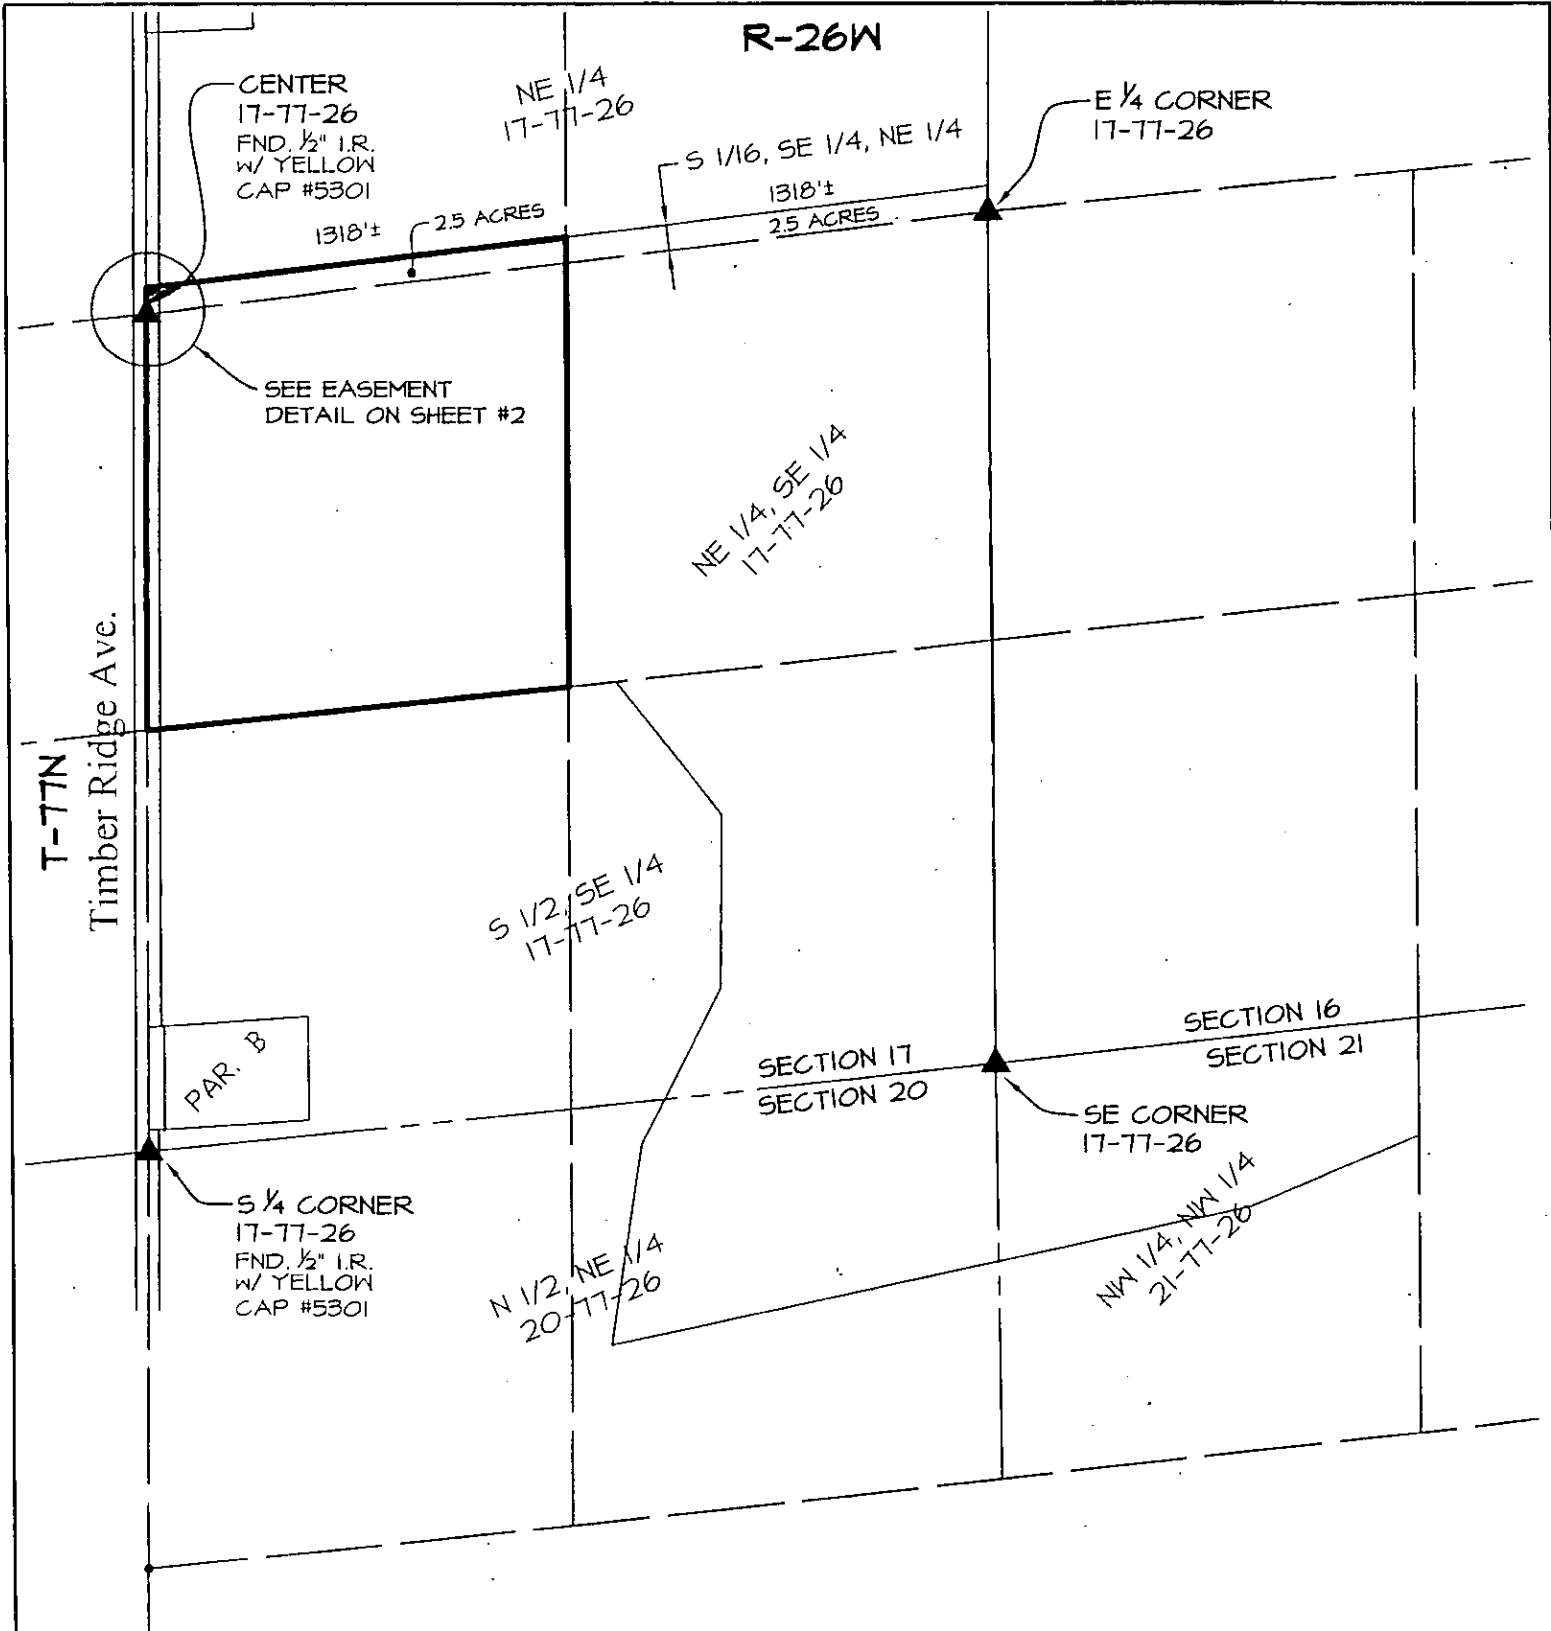 R-26W
CENTER
17-77-26
FND. ½" I.R.
W/ YELLOW
CAP #5301
NE 1/4
17-77-26
E ¼ CORNER
17-77-26
S 1/16, SE 1/4, NE 1/4
1318'±
2.5 ACRES
1318'±
2.5 ACRES
SEE EASEMENT
DETAIL ON SHEET #2
NE 1/4, SE 1/4
17-77-26
T-77N
Timber Ridge Ave.
S 1/2, SE 1/4
17-77-26
PAR. B
SECTION 17
SECTION 20
SECTION 16
SECTION 21
SE CORNER
17-77-26
S ¼ CORNER
17-77-26
FND. ½" I.R.
W/ YELLOW
CAP #5301
N 1/2, NE 1/4
20-77-26
NW 1/4, NW 1/4
21-77-26